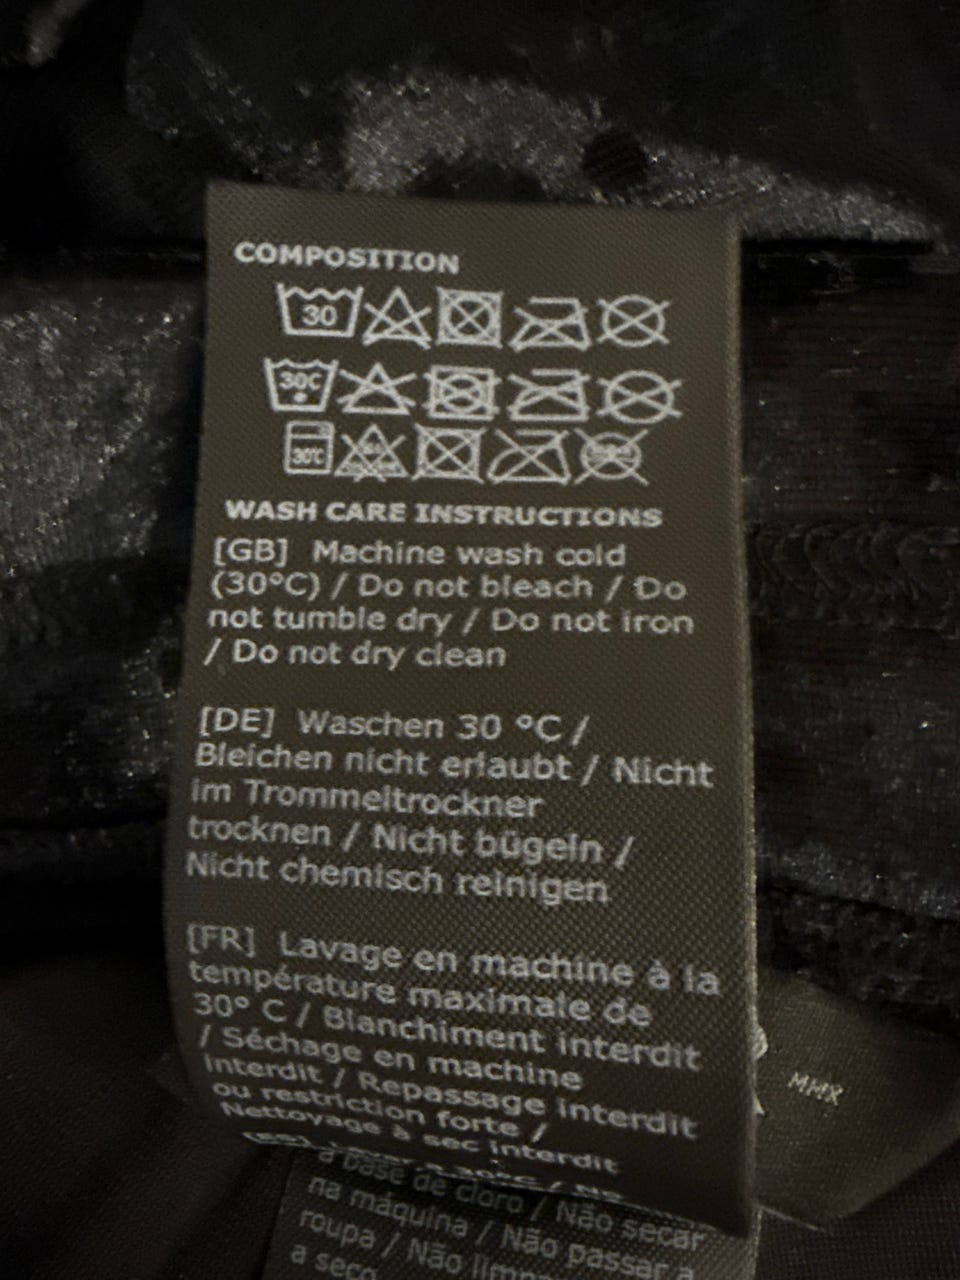 COMPOSITION
30
30C
30°C
WASH CARE INSTRUCTIONS
[GB] Machine wash cold
(30°C) / Do not bleach / Do
not tumble dry / Do not iron
/ Do not dry clean
[DE] Waschen 30 °C /
Bleichen nicht erlaubt / Nicht
im Trommeltrockner
trocknen / Nicht bügeln /
Nicht chemisch reinigen
[FR] Lavage en machine à la
température maximale de
30° C / Blanchiment interdit
/ Séchage en machine
interdit / Repassage interdit
ou restriction forte /
Nettoyage à sec interdit
à base de cloro / Não secar
na máquina / Não passar a
roupa / Não
a seco
MMX